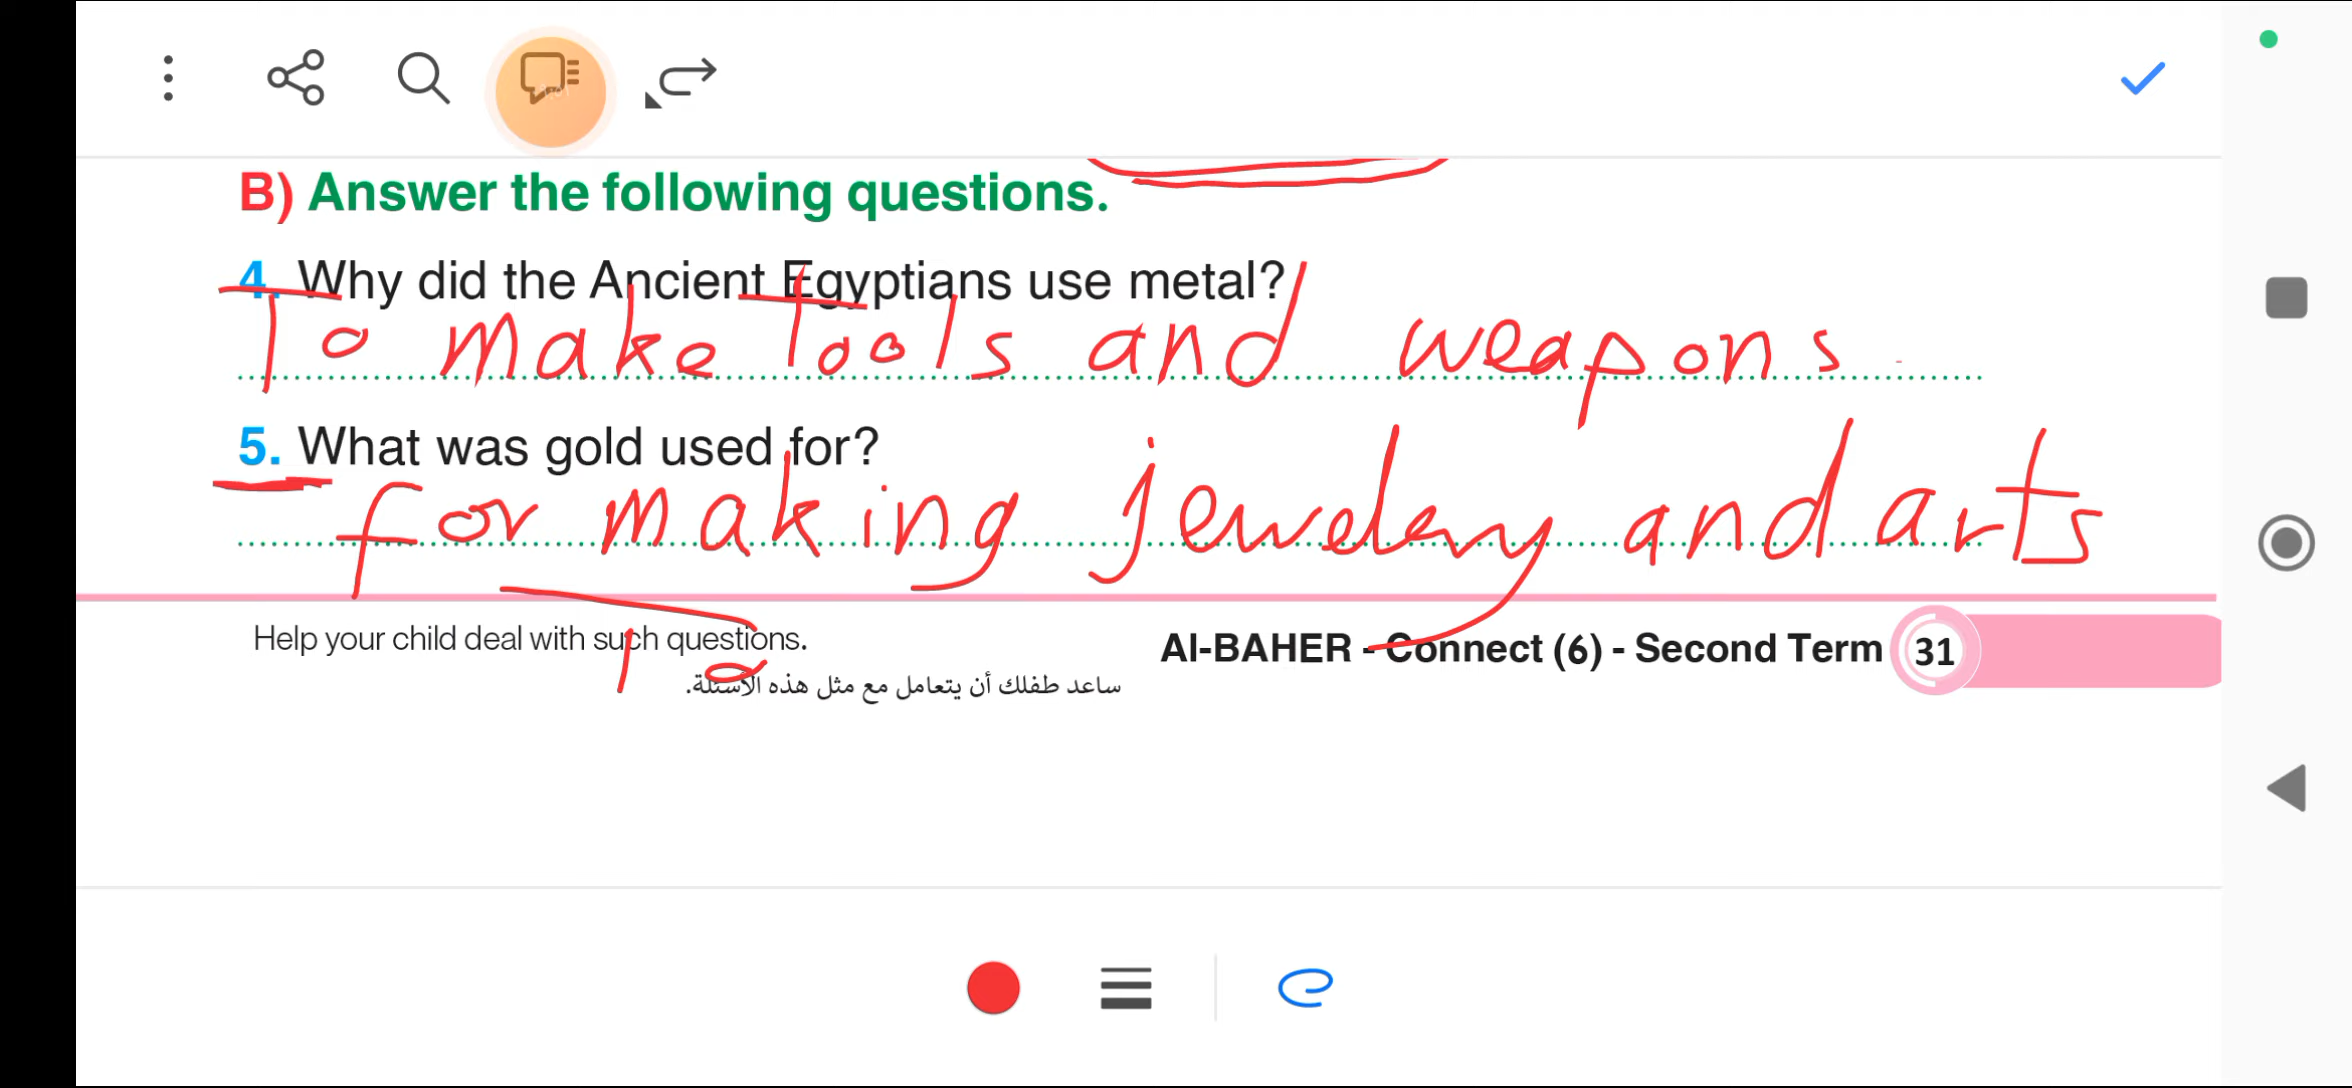 B) Answer the following questions.
4. Why did the Ancient Egyptians use metal?
To make tools and weapons.
5. What was gold used for?
for making jewelery and arts
To
Help your child deal with such questions.
ساعد طفلك أن يتعامل مع مثل هذه الأسئلة.
Al-BAHER - Connect (6) - Second Term 31